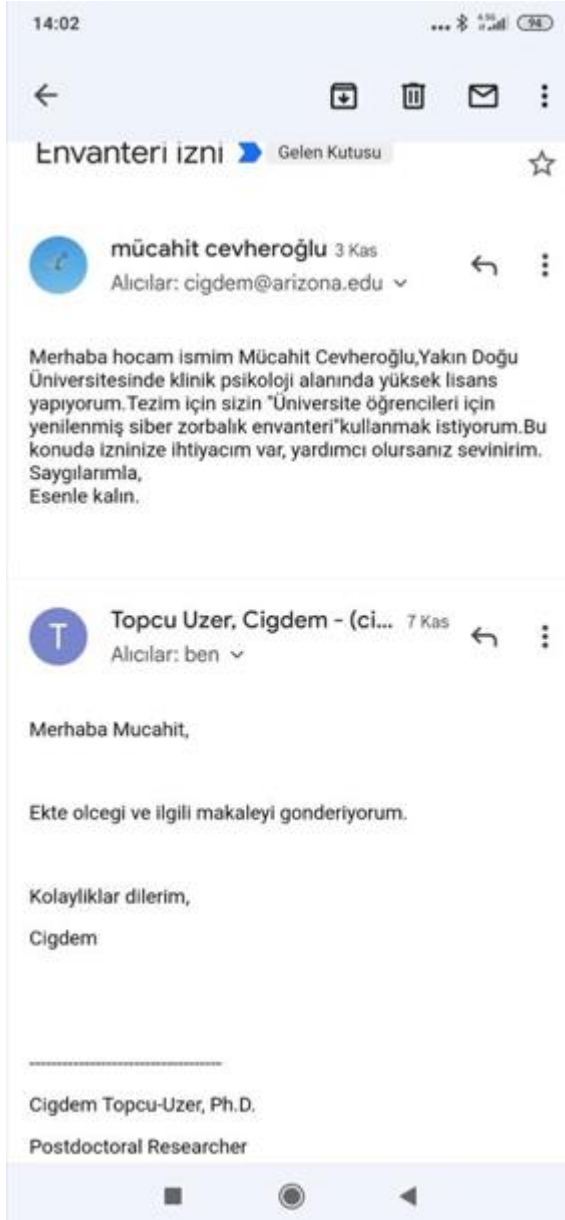 14:02
94
Envanteri izni Gelen Kutusu
mücahit cevheroğlu 3 Kas
Alıcılar: cigdem@arizona.edu
Merhaba hocam ismim Mücahit Cevheroğlu,Yakın Doğu
Üniversitesinde klinik psikoloji alanında yüksek lisans
yapıyorum.Tezim için sizin "Üniversite öğrencileri için
yenilenmiş siber zorbalık envanteri"kullanmak istiyorum.Bu
konuda izninize ihtiyacım var, yardımcı olursanız sevinirim.
Saygılarımla,
Esenle kalın.
T
Topcu Uzer, Cigdem - (ci... 7 Kas
Alıcılar: ben
Merhaba Mucahit,
Ekte olcegi ve ilgili makaleyi gonderiyorum.
Kolayliklar dilerim,
Cigdem
------------------------------------
Cigdem Topcu-Uzer, Ph.D.
Postdoctoral Researcher